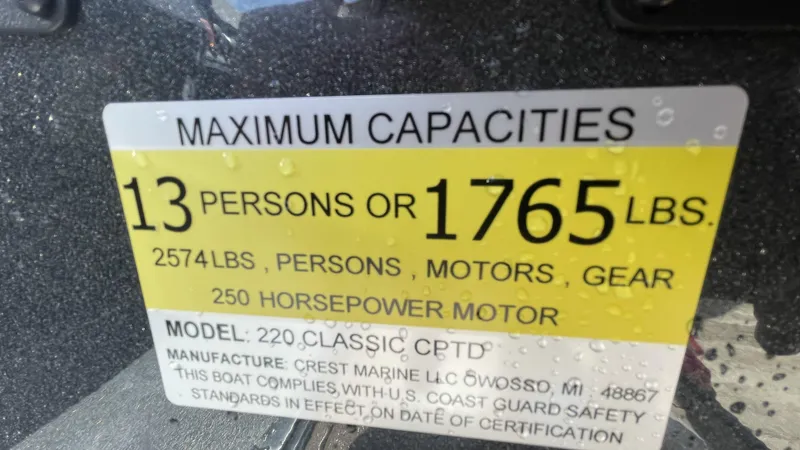 MAXIMUM CAPACITIES
13 PERSONS OR 1765 LBS.
2574 LBS , PERSONS , MOTORS , GEAR
250 HORSEPOWER MOTOR
MODEL: 220 CLASSIC CPTD
MANUFACTURE: CREST MARINE LLC OWOSSO, MI 48867
THIS BOAT COMPLIES WITH U.S. COAST GUARD SAFETY
STANDARDS IN EFFECT ON DATE OF CERTIFICATION